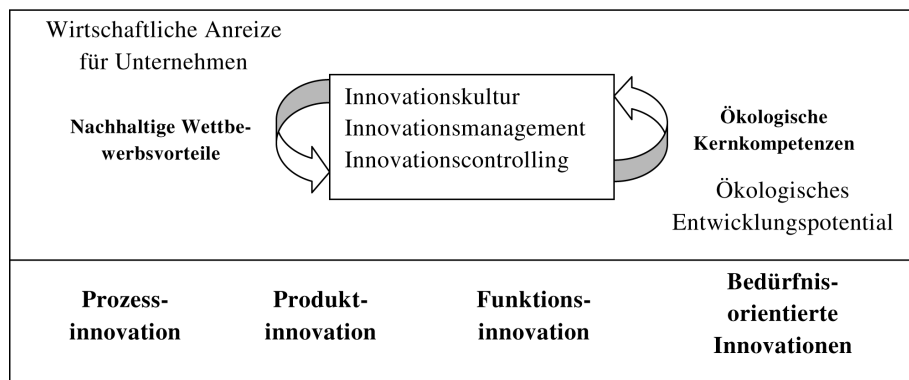 Wirtschaftliche Anreize
für Unternehmen
Nachhaltige Wettbe-
werbsvorteile
Innovationskultur
Innovationsmanagement
Innovationscontrolling
Ökologische
Kernkompetenzen
Ökologisches
Entwicklungspotential
Prozess-
innovation
Produkt-
innovation
Funktions-
innovation
Bedürfnis-
orientierte
Innovationen